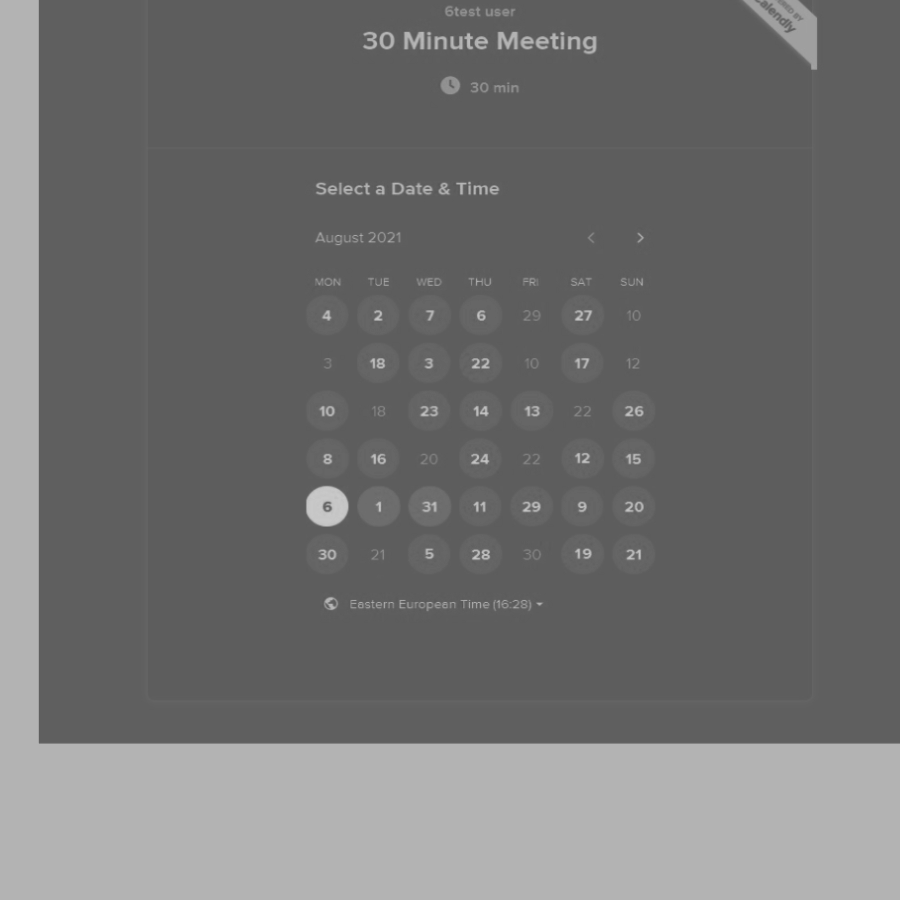 6test user
30 Minute Meeting
30 min
Calendly
Select a Date & Time
August 2021
MON TUE WED THU FRI SAT SUN
4 2 7 6 29 27 10
3 18 3 22 10 17 12
10 18 23 14 13 22 26
8 16 20 24 22 12 15
6 1 31 11 29 9 20
30 21 5 28 30 19 21
Eastern European Time (16:28)